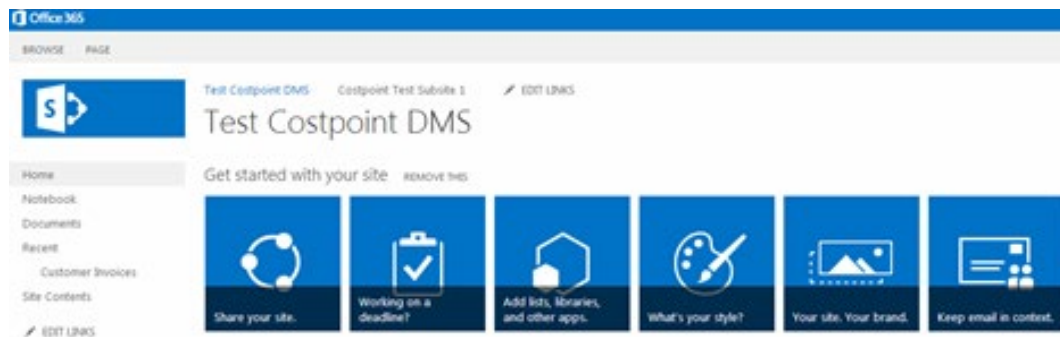 Office 365
BROWSE PAGE
S
Test Costpoint DMS Costpoint Test Subsite 1 EDIT LINKS
Test Costpoint DMS
Home
Notebook
Documents
Recent
Customer Invoices
Site Contents
EDIT LINKS
Get started with your site REMOVE THIS
Share your site.
Working on a
deadline?
Add lists, libraries,
and other apps.
What's your style?
Your site. Your brand.
Keep email in context.